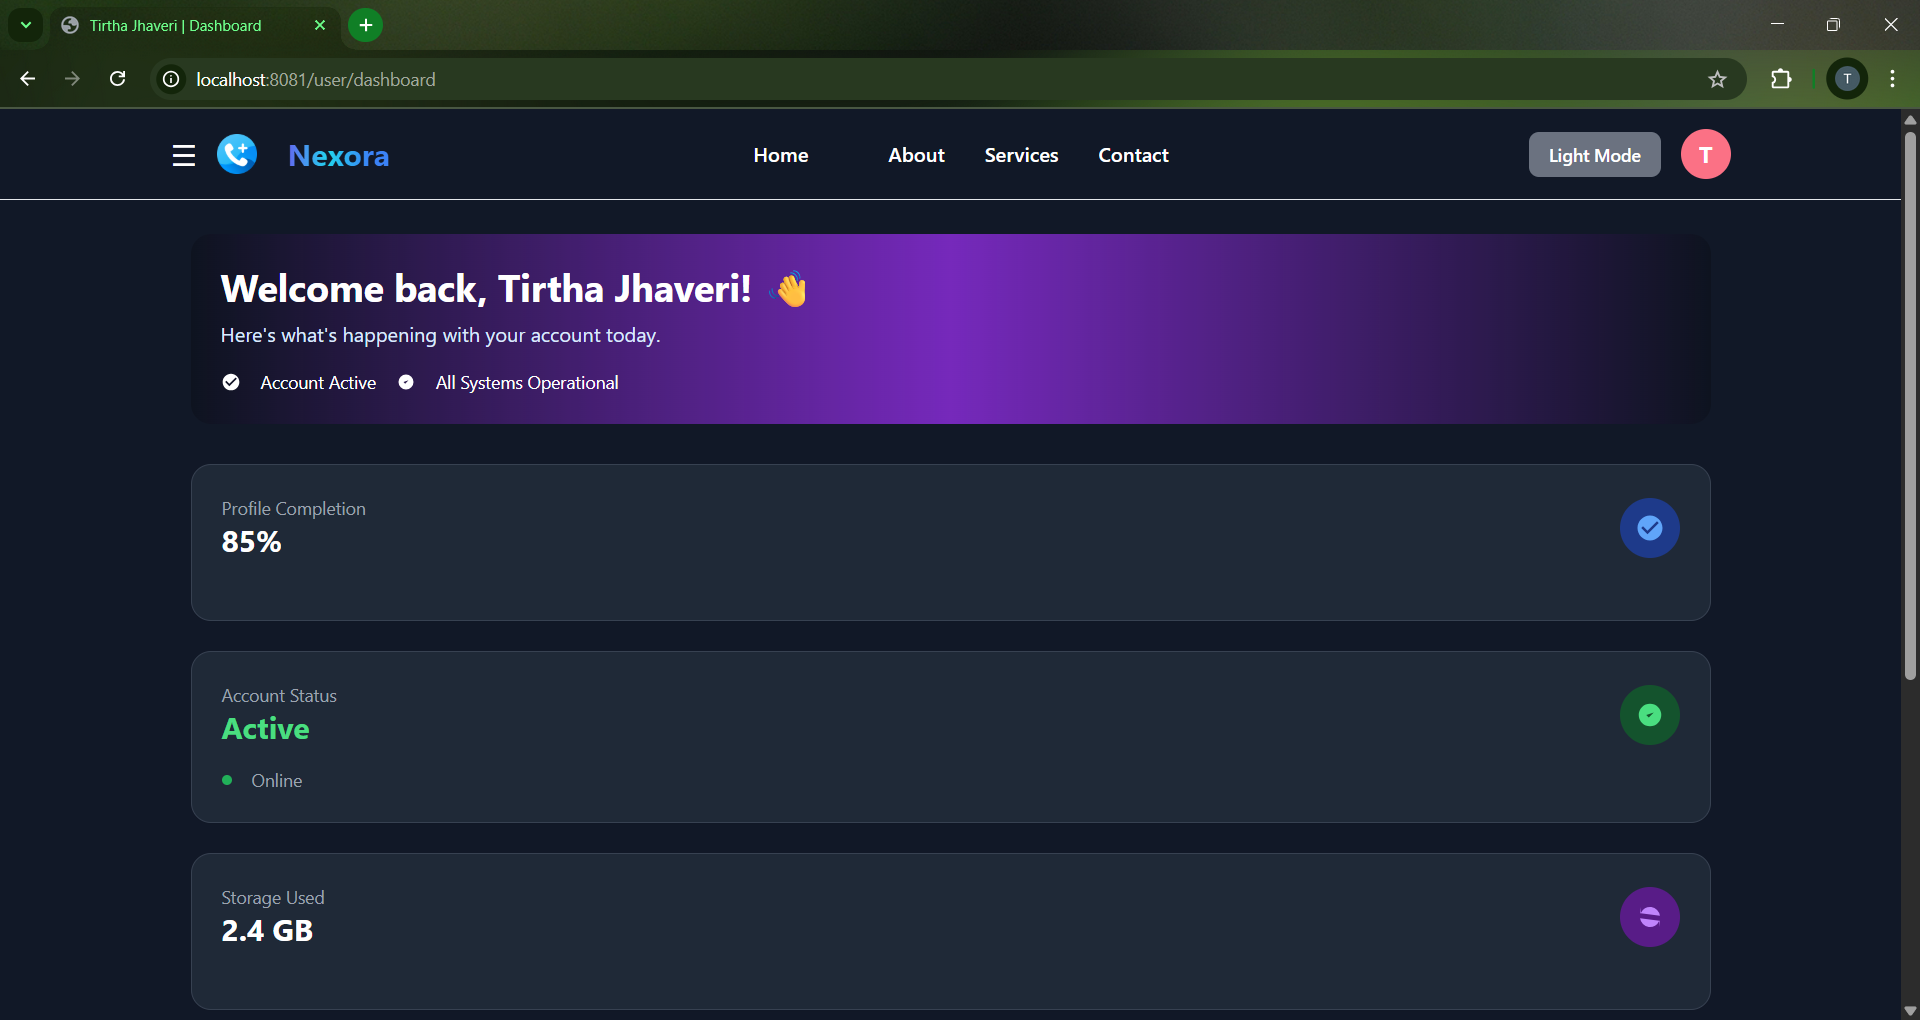 Tirtha Jhaveri | Dashboard
localhost:8081/user/dashboard
T
Nexora
Home
About
Services
Contact
Light Mode
T
Welcome back, Tirtha Jhaveri! 👋
Here's what's happening with your account today.
Account Active
All Systems Operational
Profile Completion
85%
Account Status
Active
Online
Storage Used
2.4 GB